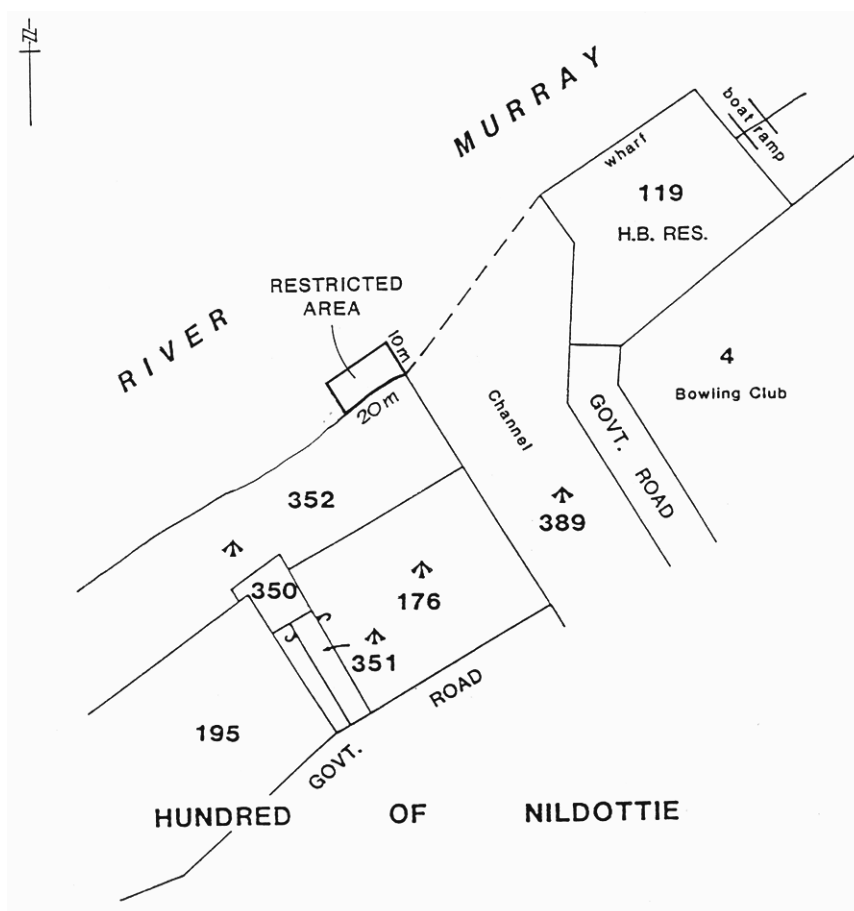 N
MURRAY
boat ramp
wharf
119
H.B. RES.
RESTRICTED
AREA
RIVER
10m
20m
4
Bowling Club
Channel
GOVT. ROAD
352
389
350
176
351
195
GOVT. ROAD
HUNDRED OF NILDOTTIE